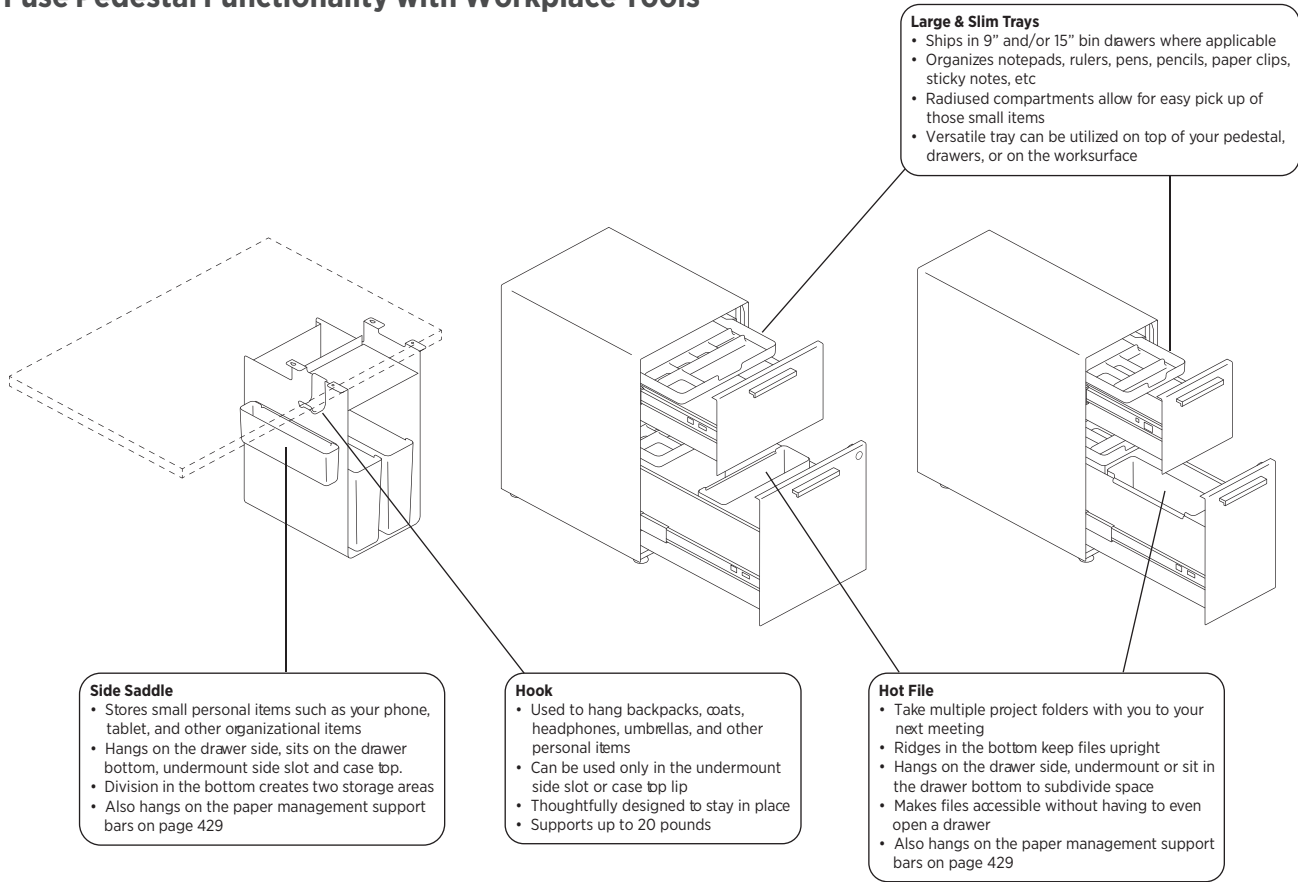 Fuse Pedestal Functionality with Workplace Tools
Large & Slim Trays
• Ships in 9” and/or 15” bin drawers where applicable
• Organizes notepads, rulers, pens, pencils, paper clips,
sticky notes, etc
• Radiused compartments allow for easy pick up of
those small items
• Versatile tray can be utilized on top of your pedestal,
drawers, or on the worksurface
Side Saddle
• Stores small personal items such as your phone,
tablet, and other organizational items
• Hangs on the drawer side, sits on the drawer
bottom, undermount side slot and case top.
• Division in the bottom creates two storage areas
• Also hangs on the paper management support
bars on page 429
Hook
• Used to hang backpacks, coats,
headphones, umbrellas, and other
personal items
• Can be used only in the undermount
side slot or case top lip
• Thoughtfully designed to stay in place
• Supports up to 20 pounds
Hot File
• Take multiple project folders with you to your
next meeting
• Ridges in the bottom keep files upright
• Hangs on the drawer side, undermount or sit in
the drawer bottom to subdivide space
• Makes files accessible without having to even
open a drawer
• Also hangs on the paper management support
bars on page 429